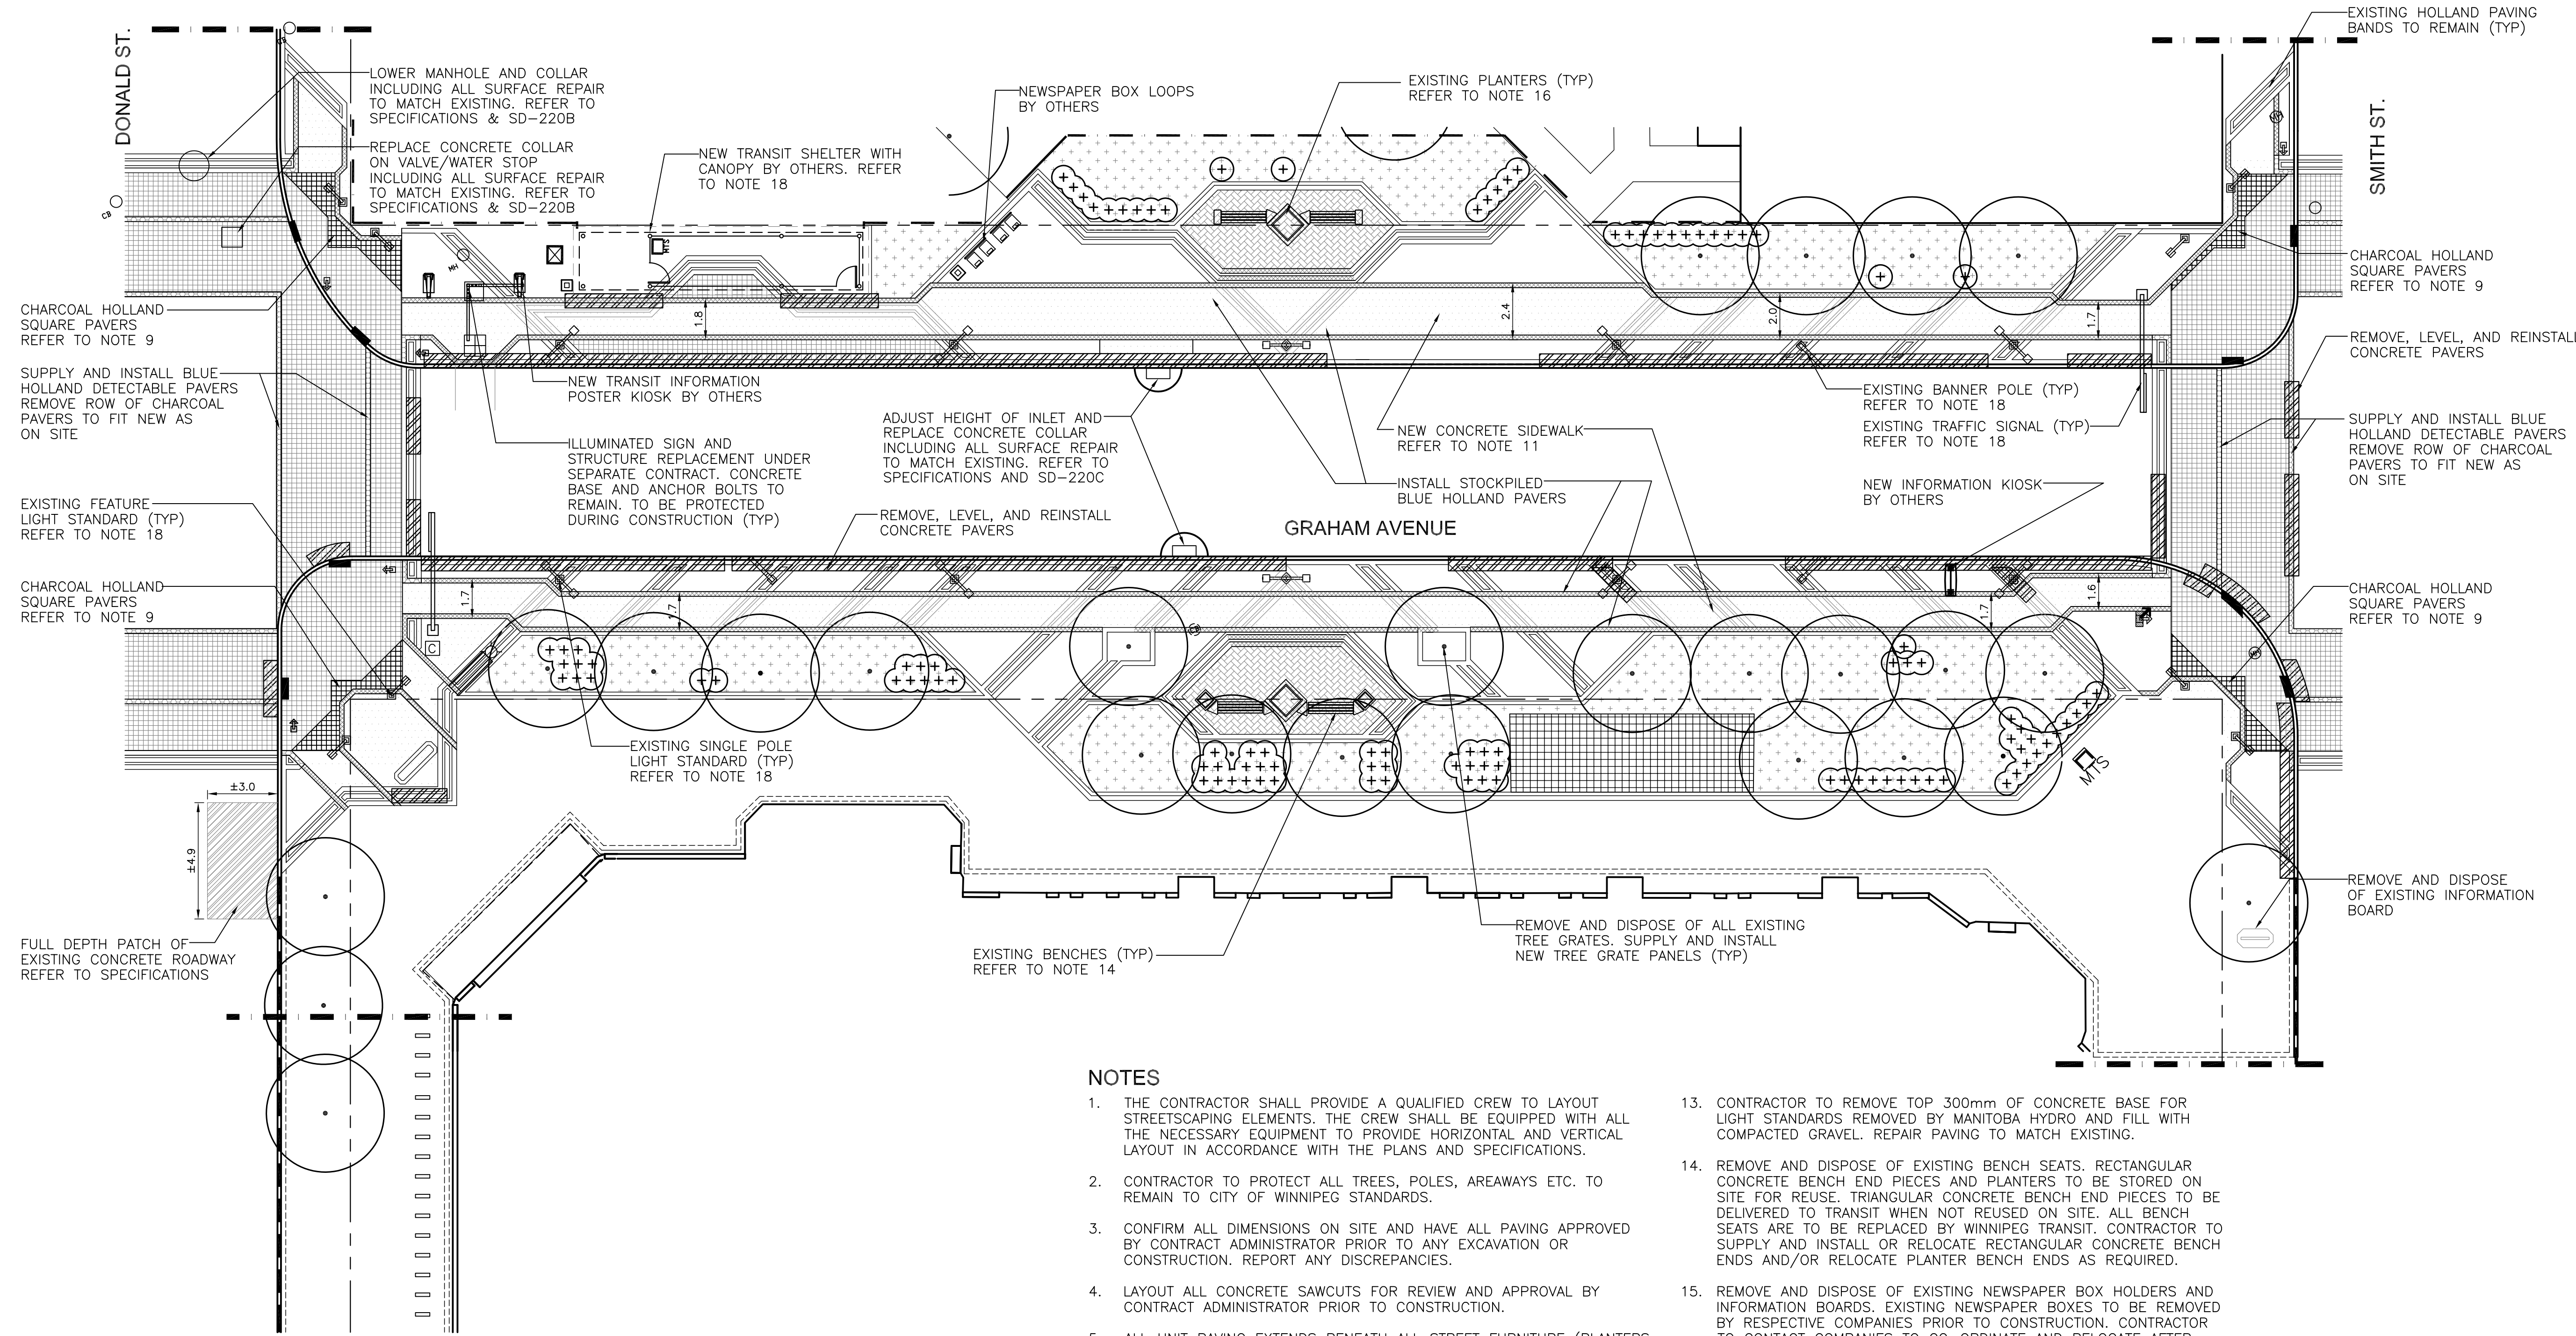 DONALD ST.
LOWER MANHOLE AND COLLAR
INCLUDING ALL SURFACE REPAIR
TO MATCH EXISTING. REFER TO
SPECIFICATIONS & SD-220B
REPLACE CONCRETE COLLAR
ON VALVE/WATER STOP
INCLUDING ALL SURFACE REPAIR
TO MATCH EXISTING. REFER TO
SPECIFICATIONS & SD-220B
NEW TRANSIT SHELTER WITH
CANOPY BY OTHERS. REFER
TO NOTE 18
NEWSPAPER BOX LOOPS
BY OTHERS
EXISTING PLANTERS (TYP)
REFER TO NOTE 16
EXISTING HOLLAND PAVING
BANDS TO REMAIN (TYP)
SMITH ST.
CB
MH
MTS
CHARCOAL HOLLAND
SQUARE PAVERS
REFER TO NOTE 9
SUPPLY AND INSTALL BLUE
HOLLAND DETECTABLE PAVERS
REMOVE ROW OF CHARCOAL
PAVERS TO FIT NEW AS
ON SITE
EXISTING FEATURE
LIGHT STANDARD (TYP)
REFER TO NOTE 18
CHARCOAL HOLLAND
SQUARE PAVERS
REFER TO NOTE 9
1.8
2.4
2.0
1.7
NEW TRANSIT INFORMATION
POSTER KIOSK BY OTHERS
ILLUMINATED SIGN AND
STRUCTURE REPLACEMENT UNDER
SEPARATE CONTRACT. CONCRETE
BASE AND ANCHOR BOLTS TO
REMAIN. TO BE PROTECTED
DURING CONSTRUCTION (TYP)
ADJUST HEIGHT OF INLET AND
REPLACE CONCRETE COLLAR
INCLUDING ALL SURFACE REPAIR
TO MATCH EXISTING. REFER TO
SPECIFICATIONS AND SD-220C
REMOVE, LEVEL, AND REINSTALL
CONCRETE PAVERS
NEW CONCRETE SIDEWALK
REFER TO NOTE 11
INSTALL STOCKPILED
BLUE HOLLAND PAVERS
GRAHAM AVENUE
EXISTING BANNER POLE (TYP)
REFER TO NOTE 18
EXISTING TRAFFIC SIGNAL (TYP)
REFER TO NOTE 18
NEW INFORMATION KIOSK
BY OTHERS
CHARCOAL HOLLAND
SQUARE PAVERS
REFER TO NOTE 9
REMOVE, LEVEL, AND REINSTALL
CONCRETE PAVERS
SUPPLY AND INSTALL BLUE
HOLLAND DETECTABLE PAVERS
REMOVE ROW OF CHARCOAL
PAVERS TO FIT NEW AS
ON SITE
CHARCOAL HOLLAND
SQUARE PAVERS
REFER TO NOTE 9
1.7
1.7
1.7
1.6
C
MTS
EXISTING SINGLE POLE
LIGHT STANDARD (TYP)
REFER TO NOTE 18
±3.0
±4.9
FULL DEPTH PATCH OF
EXISTING CONCRETE ROADWAY
REFER TO SPECIFICATIONS
EXISTING BENCHES (TYP)
REFER TO NOTE 14
REMOVE AND DISPOSE OF ALL EXISTING
TREE GRATES. SUPPLY AND INSTALL
NEW TREE GRATE PANELS (TYP)
REMOVE AND DISPOSE
OF EXISTING INFORMATION
BOARD
NOTES
1. THE CONTRACTOR SHALL PROVIDE A QUALIFIED CREW TO LAYOUT
STREETSCAPING ELEMENTS. THE CREW SHALL BE EQUIPPED WITH ALL
THE NECESSARY EQUIPMENT TO PROVIDE HORIZONTAL AND VERTICAL
LAYOUT IN ACCORDANCE WITH THE PLANS AND SPECIFICATIONS.
2. CONTRACTOR TO PROTECT ALL TREES, POLES, AREAWAYS ETC. TO
REMAIN TO CITY OF WINNIPEG STANDARDS.
3. CONFIRM ALL DIMENSIONS ON SITE AND HAVE ALL PAVING APPROVED
BY CONTRACT ADMINISTRATOR PRIOR TO ANY EXCAVATION OR
CONSTRUCTION. REPORT ANY DISCREPANCIES.
4. LAYOUT ALL CONCRETE SAWCUTS FOR REVIEW AND APPROVAL BY
CONTRACT ADMINISTRATOR PRIOR TO CONSTRUCTION.
5. ALL UNIT PAVING EXTENDS BENEATH ALL STREET FURNITURE (PLANTERS
13. CONTRACTOR TO REMOVE TOP 300mm OF CONCRETE BASE FOR
LIGHT STANDARDS REMOVED BY MANITOBA HYDRO AND FILL WITH
COMPACTED GRAVEL. REPAIR PAVING TO MATCH EXISTING.
14. REMOVE AND DISPOSE OF EXISTING BENCH SEATS. RECTANGULAR
CONCRETE BENCH END PIECES AND PLANTERS TO BE STORED ON
SITE FOR REUSE. TRIANGULAR CONCRETE BENCH END PIECES TO BE
DELIVERED TO TRANSIT WHEN NOT REUSED ON SITE. ALL BENCH
SEATS ARE TO BE REPLACED BY WINNIPEG TRANSIT. CONTRACTOR TO
SUPPLY AND INSTALL OR RELOCATE RECTANGULAR CONCRETE BENCH
ENDS AND/OR RELOCATE PLANTER BENCH ENDS AS REQUIRED.
15. REMOVE AND DISPOSE OF EXISTING NEWSPAPER BOX HOLDERS AND
INFORMATION BOARDS. EXISTING NEWSPAPER BOXES TO BE REMOVED
BY RESPECTIVE COMPANIES PRIOR TO CONSTRUCTION. CONTRACTOR
TO CONTACT COMPANIES TO CO-ORDINATE AND RELOCATE AFTER